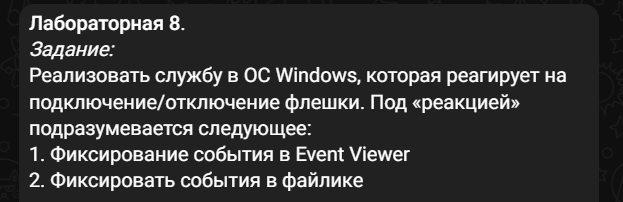 Лабораторная 8.
Задание:
Реализовать службу в ОС Windows, которая реагирует на
подключение/отключение флешки. Под «реакцией»
подразумевается следующее:
1. Фиксирование события в Event Viewer
2. Фиксировать события в файлике